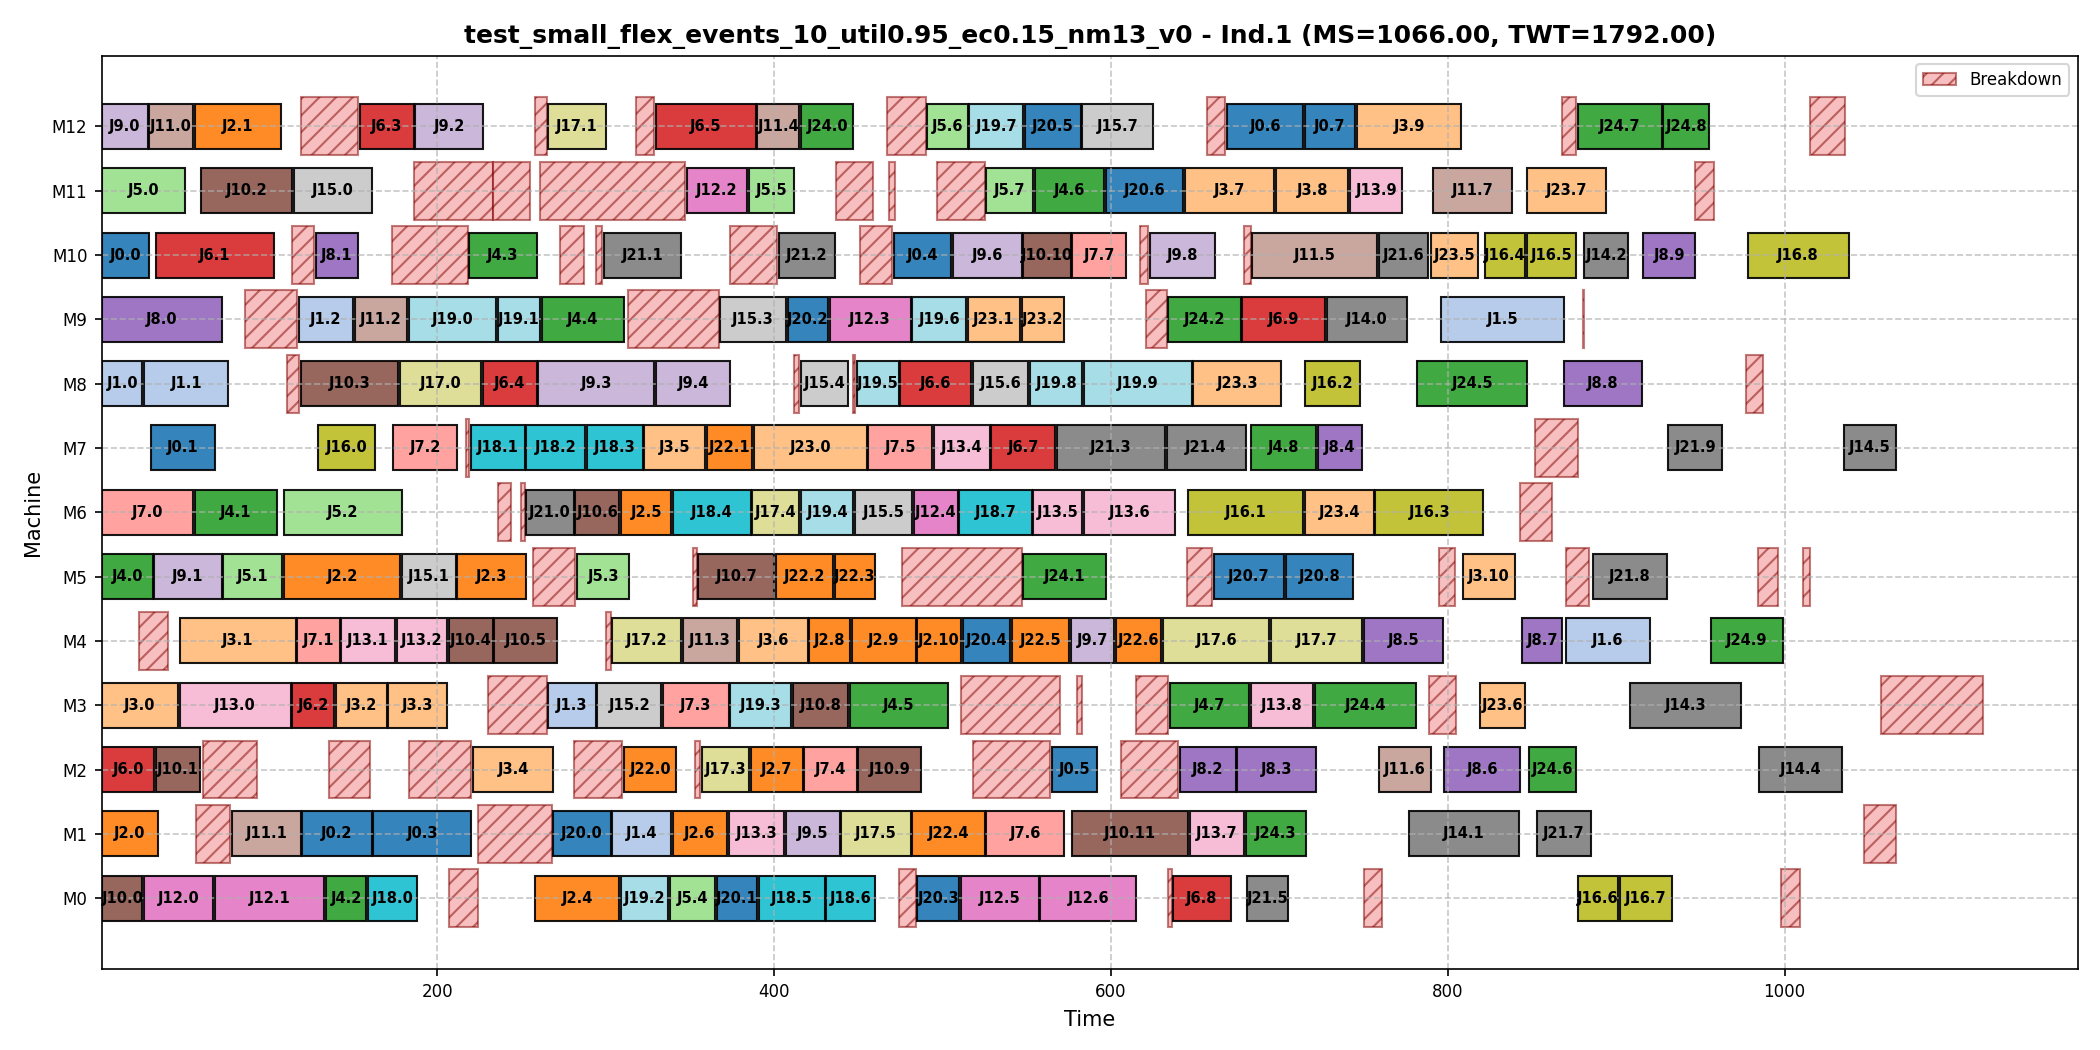 test_small_flex_events_10_util0.95_ec0.15_nm13_v0 - Ind.1 (MS=1066.00, TWT=1792.00)
Breakdown
M12 J9.0 J11.0 J2.1 J6.3 J9.2 J17.1 J6.5 J11.4 J24.0 J5.6 J19.7 J20.5 J15.7 J0.6 J0.7 J3.9 J24.7 J24.8
M11 J5.0 J10.2 J15.0 J12.2 J5.5 J5.7 J4.6 J20.6 J3.7 J3.8 J13.9 J11.7 J23.7
M10 J0.0 J6.1 J8.1 J4.3 J21.1 J21.2 J0.4 J9.6 J10.10 J7.7 J9.8 J11.5 J21.6 J23.5 J16.4 J16.5 J14.2 J8.9 J16.8
M9 J8.0 J1.2 J11.2 J19.0 J19.1 J4.4 J15.3 J20.2 J12.3 J19.6 J23.1 J23.2 J24.2 J6.9 J14.0 J1.5
M8 J1.0 J1.1 J10.3 J17.0 J6.4 J9.3 J9.4 J15.4 J19.5 J6.6 J15.6 J19.8 J19.9 J23.3 J16.2 J24.5 J8.8
M7 J0.1 J16.0 J7.2 J18.1 J18.2 J18.3 J3.5 J22.1 J23.0 J7.5 J13.4 J6.7 J21.3 J21.4 J4.8 J8.4 J21.9 J14.5
M6 J7.0 J4.1 J5.2 J21.0 J10.6 J2.5 J18.4 J17.4 J19.4 J15.5 J12.4 J18.7 J13.5 J13.6 J16.1 J23.4 J16.3
M5 J4.0 J9.1 J5.1 J2.2 J15.1 J2.3 J5.3 J10.7 J22.2 J22.3 J24.1 J20.7 J20.8 J3.10 J21.8
M4 J3.1 J7.1 J13.1 J13.2 J10.4 J10.5 J17.2 J11.3 J3.6 J2.8 J2.9 J2.10 J20.4 J22.5 J9.7 J22.6 J17.6 J17.7 J8.5 J8.7 J1.6 J24.9
M3 J3.0 J13.0 J6.2 J3.2 J3.3 J1.3 J15.2 J7.3 J19.3 J10.8 J4.5 J4.7 J13.8 J24.4 J23.6 J14.3
M2 J6.0 J10.1 J3.4 J22.0 J17.3 J2.7 J7.4 J10.9 J0.5 J8.2 J8.3 J11.6 J8.6 J24.6 J14.4
M1 J2.0 J11.1 J0.2 J0.3 J20.0 J1.4 J2.6 J13.3 J9.5 J17.5 J22.4 J7.6 J10.11 J13.7 J24.3 J14.1 J21.7
M0 J10.0 J12.0 J12.1 J4.2 J18.0 J2.4 J19.2 J5.4 J20.1 J18.5 J18.6 J20.3 J12.5 J12.6 J6.8 J21.5 J16.6 J16.7
200 400 600 800 1000
Time
Machine